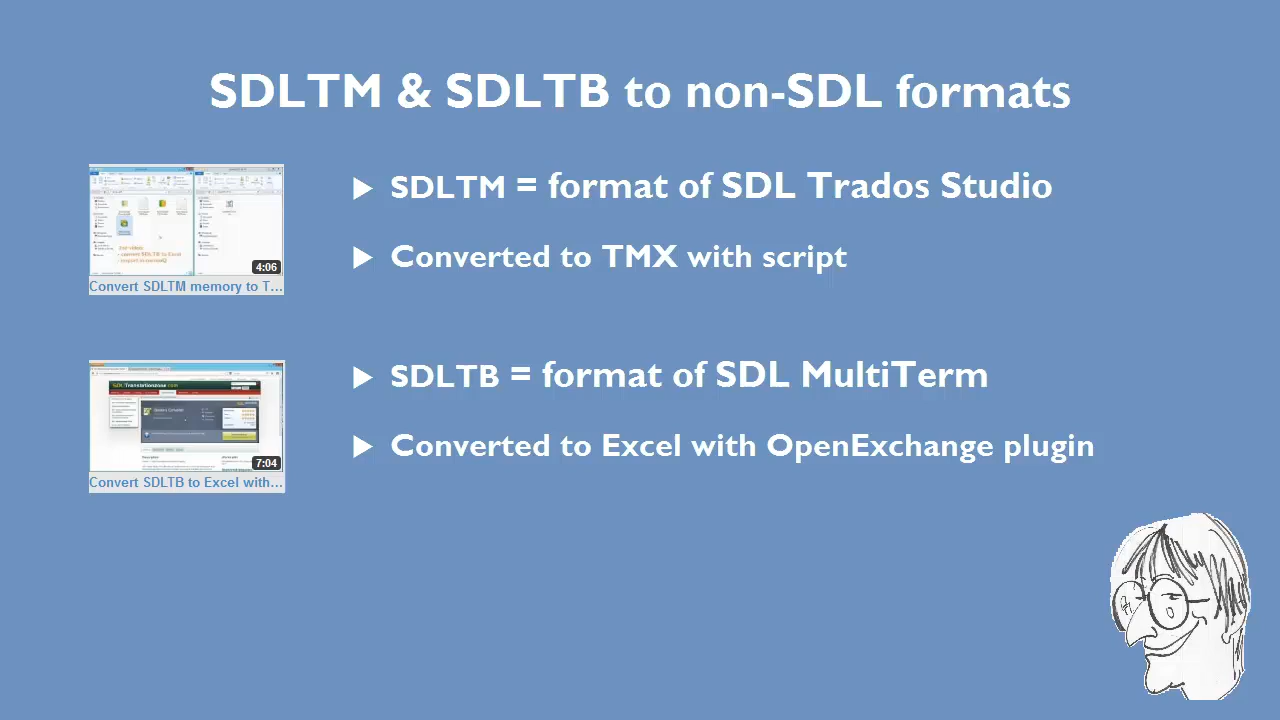 SDLTM & SDLTB to non-SDL formats
SDLTM = format of SDL Trados Studio
Converted to TMX with script
4:06
Convert SDLTM memory to T...
SDLTB = format of SDL MultiTerm
Converted to Excel with OpenExchange plugin
7:04
Convert SDLTB to Excel with...